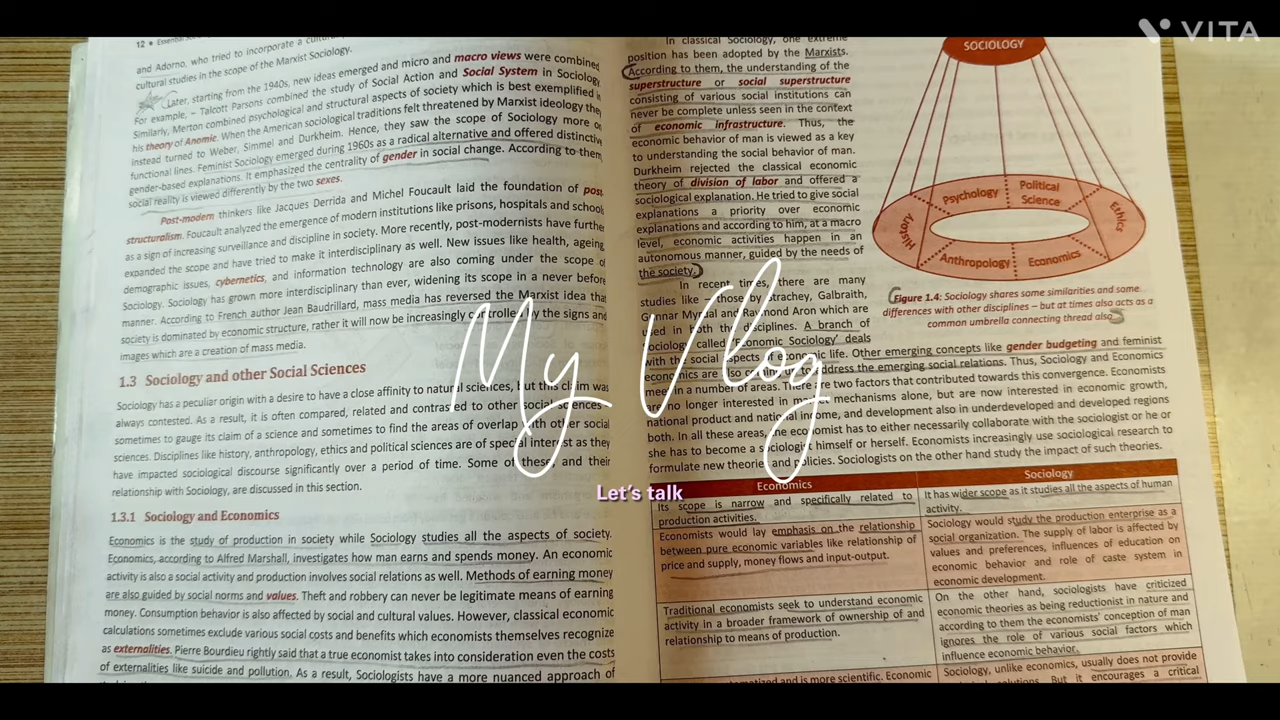 VITA
12 • Essential
and Adorno, who tried to incorporate a
cultural studies in the scope of the Marxist Sociology.
Later, starting from the 1940s, new ideas emerged and micro and macro views were combined
For example, – Talcott Parsons combined the study of Social Action and Social System in Sociology
Similarly, Merton combined psychological and structural aspects of society which is best exemplified
his theory of Anomie. When the American sociological traditions felt threatened by Marxist ideology they
instead turned to Weber, Simmel and Durkheim. Hence, they saw the scope of Sociology more
functional lines. Feminist Sociology emerged during 1960s as a radical alternative and offered distinctive
gender-based explanations. It emphasized the centrality of gender in social change. According to them
social reality is viewed differently by the two sexes.
Post-modern thinkers like Jacques Derrida and Michel Foucault laid the foundation of post
structuralism. Foucault analyzed the emergence of modern institutions like prisons, hospitals and school
as a sign of increasing surveillance and discipline in society. More recently, post-modernists have furthe
expanded the scope and have tried to make it interdisciplinary as well. New issues like health, ageing
demographic issues, cybernetics, and information technology are also coming under the scope of
Sociology. Sociology has grown more interdisciplinary than ever, widening its scope in a never before
manner. According to French author Jean Baudrillard, mass media has reversed the Marxist idea that
society is dominated by economic structure, rather it will now be increasingly controlled by the signs and
images which are a creation of mass media.
1.3 Sociology and other Social Sciences
Sociology has a peculiar origin with a desire to have a close affinity to natural sciences, but this claim was
always contested. As a result, it is often compared, related and contrasted to other social sciences
sometimes to gauge its claim of a science and sometimes to find the areas of overlap with other social
sciences. Disciplines like history, anthropology, ethics and political sciences are of special interest as they
have impacted sociological discourse significantly over a period of time. Some of these, and their
relationship with Sociology, are discussed in this section.
1.3.1 Sociology and Economics
Economics is the study of production in society while Sociology studies all the aspects of society.
Economics, according to Alfred Marshall, investigates how man earns and spends money. An economic
activity is also a social activity and production involves social relations as well. Methods of earning money
are also guided by social norms and values. Theft and robbery can never be legitimate means of earning
money. Consumption behavior is also affected by social and cultural values. However, classical economic
calculations sometimes exclude various social costs and benefits which economists themselves recognize
as externalities. Pierre Bourdieu rightly said that a true economist takes into consideration even the costs
of externalities like suicide and pollution. As a result, Sociologists have a more nuanced approach of
In classical Sociology, one extreme
position has been adopted by the Marxists.
According to them, the understanding of the
superstructure or social superstructure
consisting of various social institutions can
never be complete unless seen in the context
of economic infrastructure. Thus, the
economic behavior of man is viewed as a key
to understanding the social behavior of man.
Durkheim rejected the classical economic
theory of division of labor and offered a
sociological explanation. He tried to give social
explanations a priority over economic
explanations and according to him, at a macro
level, economic activities happen in an
autonomous manner, guided by the needs of
the society.
In recent times, there are many
studies like those of Strachey, Galbraith,
Gunnar Myrdal and Raymond Aron which are
used in both the disciplines. A branch of
Sociology called 'Economic Sociology' deals
with the social aspects of economic life. Other emerging concepts like gender budgeting and feminist
economics are also coming up to address the emerging social relations. Thus, Sociology and Economics
meet in a number of areas. There are two factors that contributed towards this convergence. Economists
are no longer interested in mechanisms alone, but are now interested in economic growth,
national product and national income, and development also in underdeveloped and developed regions
both. In all these areas, the economist has to either necessarily collaborate with the sociologist or he or
she has to become a sociologist himself or herself. Economists increasingly use sociological research to
formulate new theories and policies. Sociologists on the other hand study the impact of such theories.
SOCIOLOGY
Psychology
Political
Science
History
Ethics
Anthropology
Economics
Figure 1.4: Sociology shares some similarities and some
differences with other disciplines – but at times also acts as a
common umbrella connecting thread also
My Vlog
Let's talk
Economics
Its scope is narrow and specifically related to
production activities.
Economists would lay emphasis on the relationship
between pure economic variables like relationship of
price and supply, money flows and input-output.
Traditional economists seek to understand economic
activity in a broader framework of ownership of and
relationship to means of production.
and is more scientific. Economic
Sociology
It has wider scope as it studies all the aspects of human
activity.
Sociology would study the production enterprise as a
social organization. The supply of labor is affected by
values and preferences, influences of education on
economic behavior and role of caste system in
economic development.
On the other hand, sociologists have criticized
economic theories as being reductionist in nature and
according to them the economists' conception of man
ignores the role of various social factors which
influence economic behavior.
Sociology, unlike economics, usually does not provide
solutions. But it encourages a critical